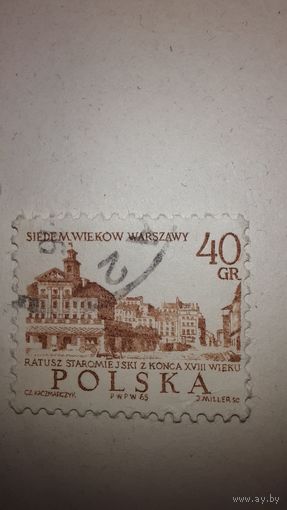 SIEDEM WIEKÓW WARSZAWY
40
GR
RATUSZ STAROMIEJSKI Z KOŃCA XVIII WIEKU
POLSKA
CZ. KACZMARCZYK PWPW 65 J. MILLER SC.
ay.by